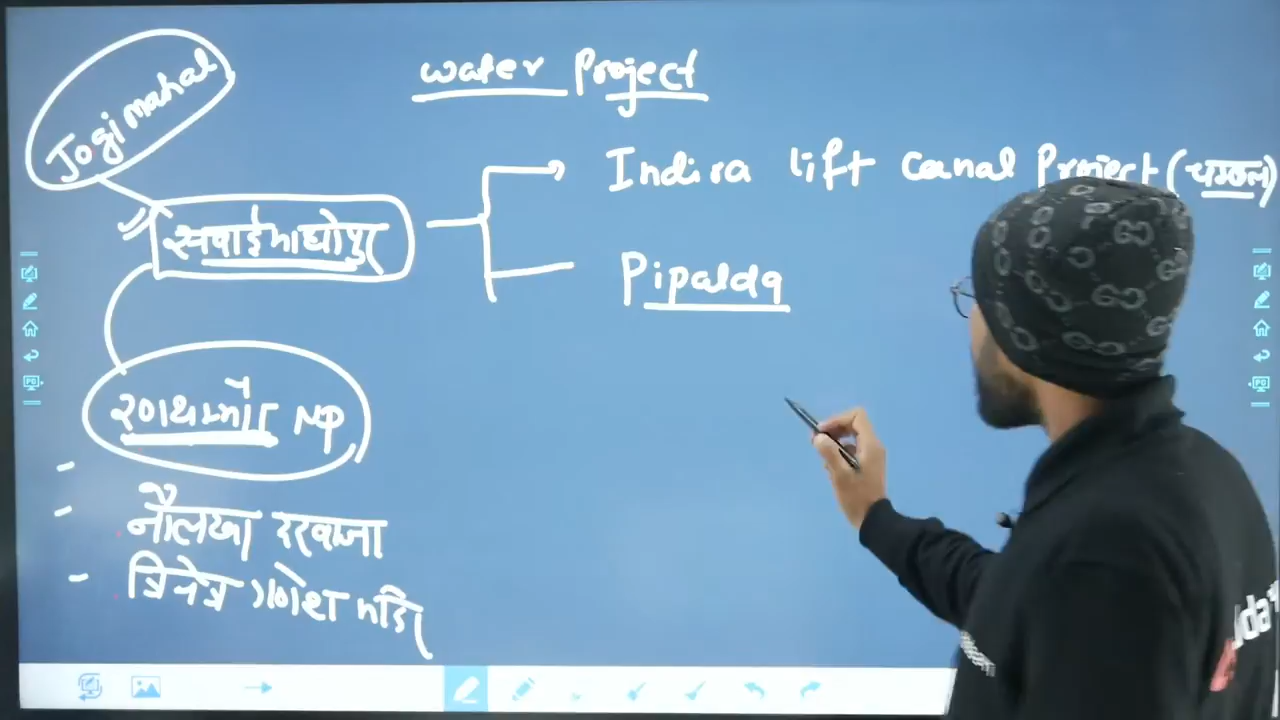 Jogi mahal
water Project
Indira lift canal Project (चम्बल)
सवाईमाधोपुर
Pipalda
रणथम्भौर NP
नौलखा दरवाजा
त्रिनेत्र गणेश मंदिर